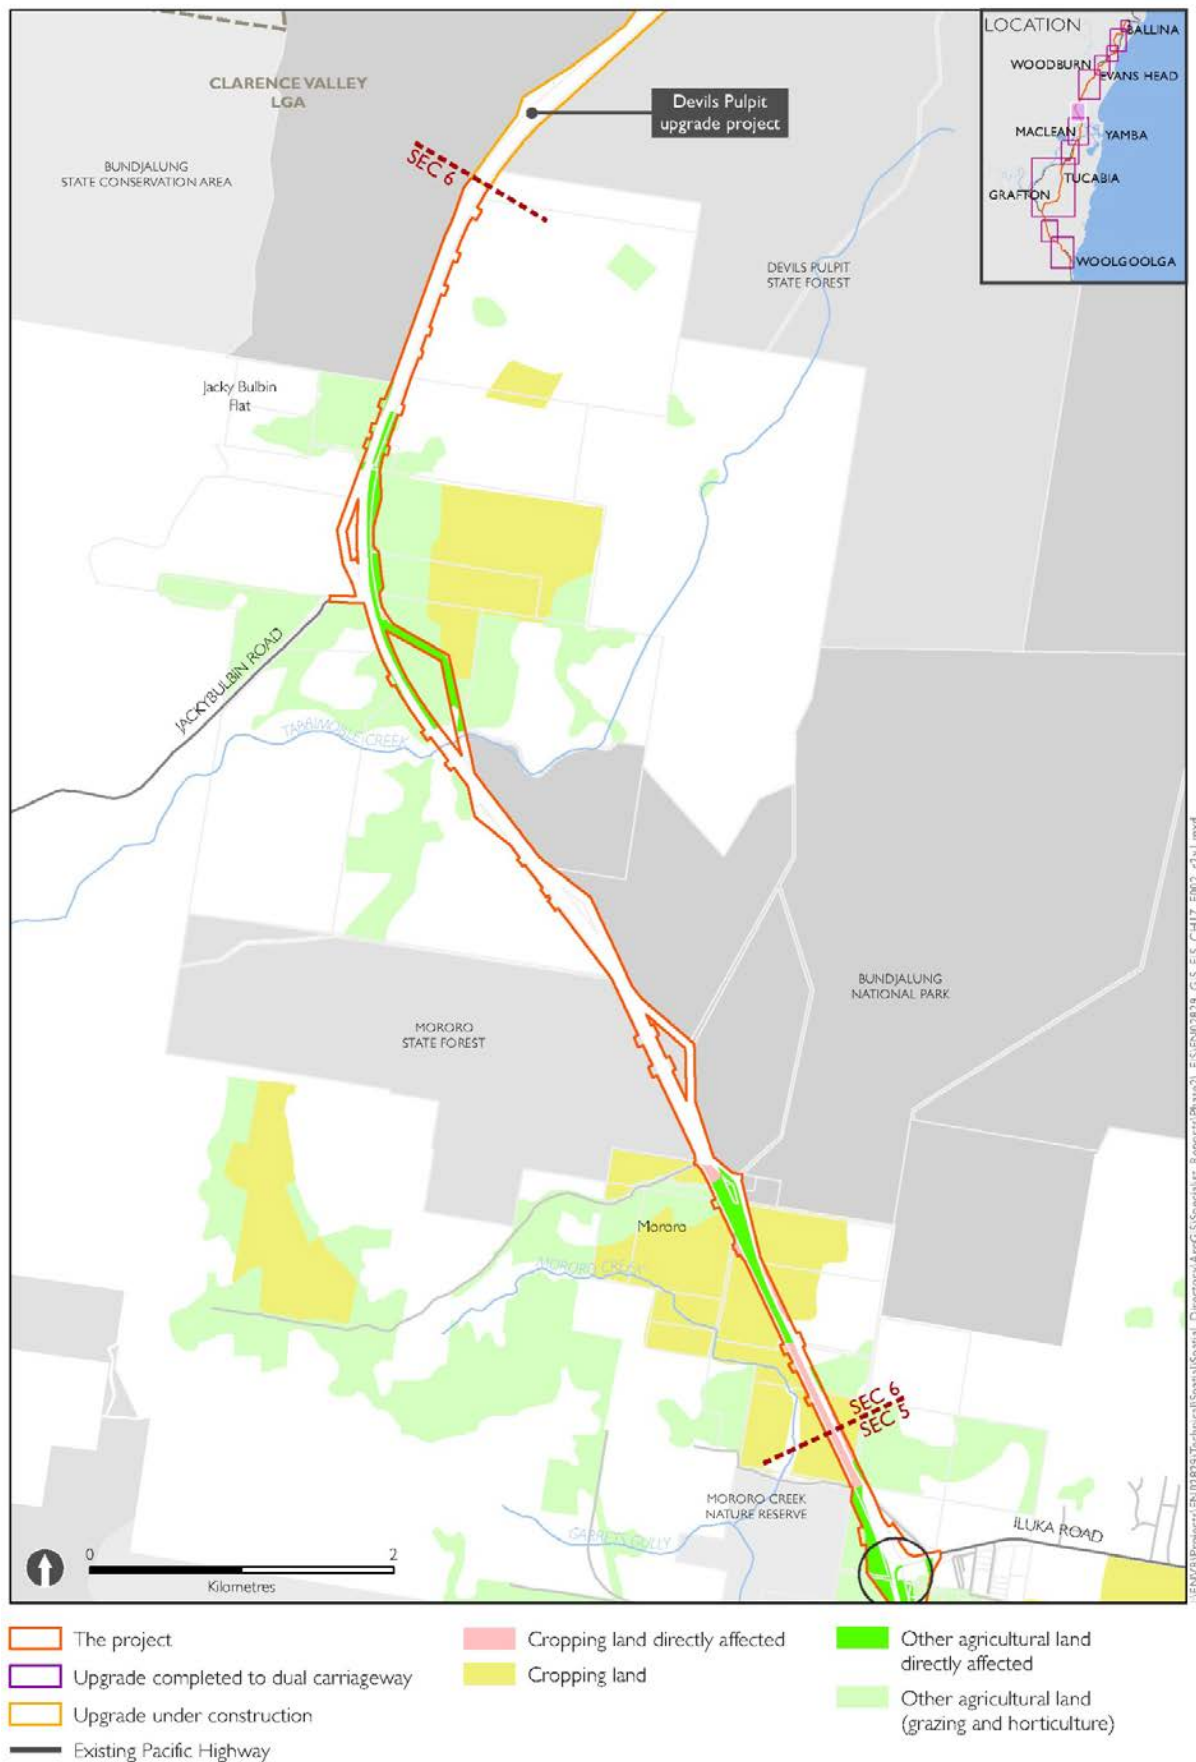 LOCATION
BALLINA
WOODBURN
EVANS HEAD
MACLEAN
YAMBA
TUCABIA
GRAFTON
WOOLGOOLGA
CLARENCE VALLEY
LGA
Devils Pulpit
upgrade project
SEC 6
BUNDJALUNG
STATE CONSERVATION AREA
DEVILS PULPIT
STATE FOREST
Jacky Bulbin
Flat
JACKYBULBIN ROAD
TABBIMOBLE CREEK
BUNDJALUNG
NATIONAL PARK
MORORO
STATE FOREST
Mororo
MORORO CREEK
SEC 6
SEC 5
MORORO CREEK
NATURE RESERVE
GARRETS GULLY
ILUKA ROAD
0 2
Kilometres
The project
Upgrade completed to dual carriageway
Upgrade under construction
Existing Pacific Highway
Cropping land directly affected
Cropping land
Other agricultural land
directly affected
Other agricultural land
(grazing and horticulture)